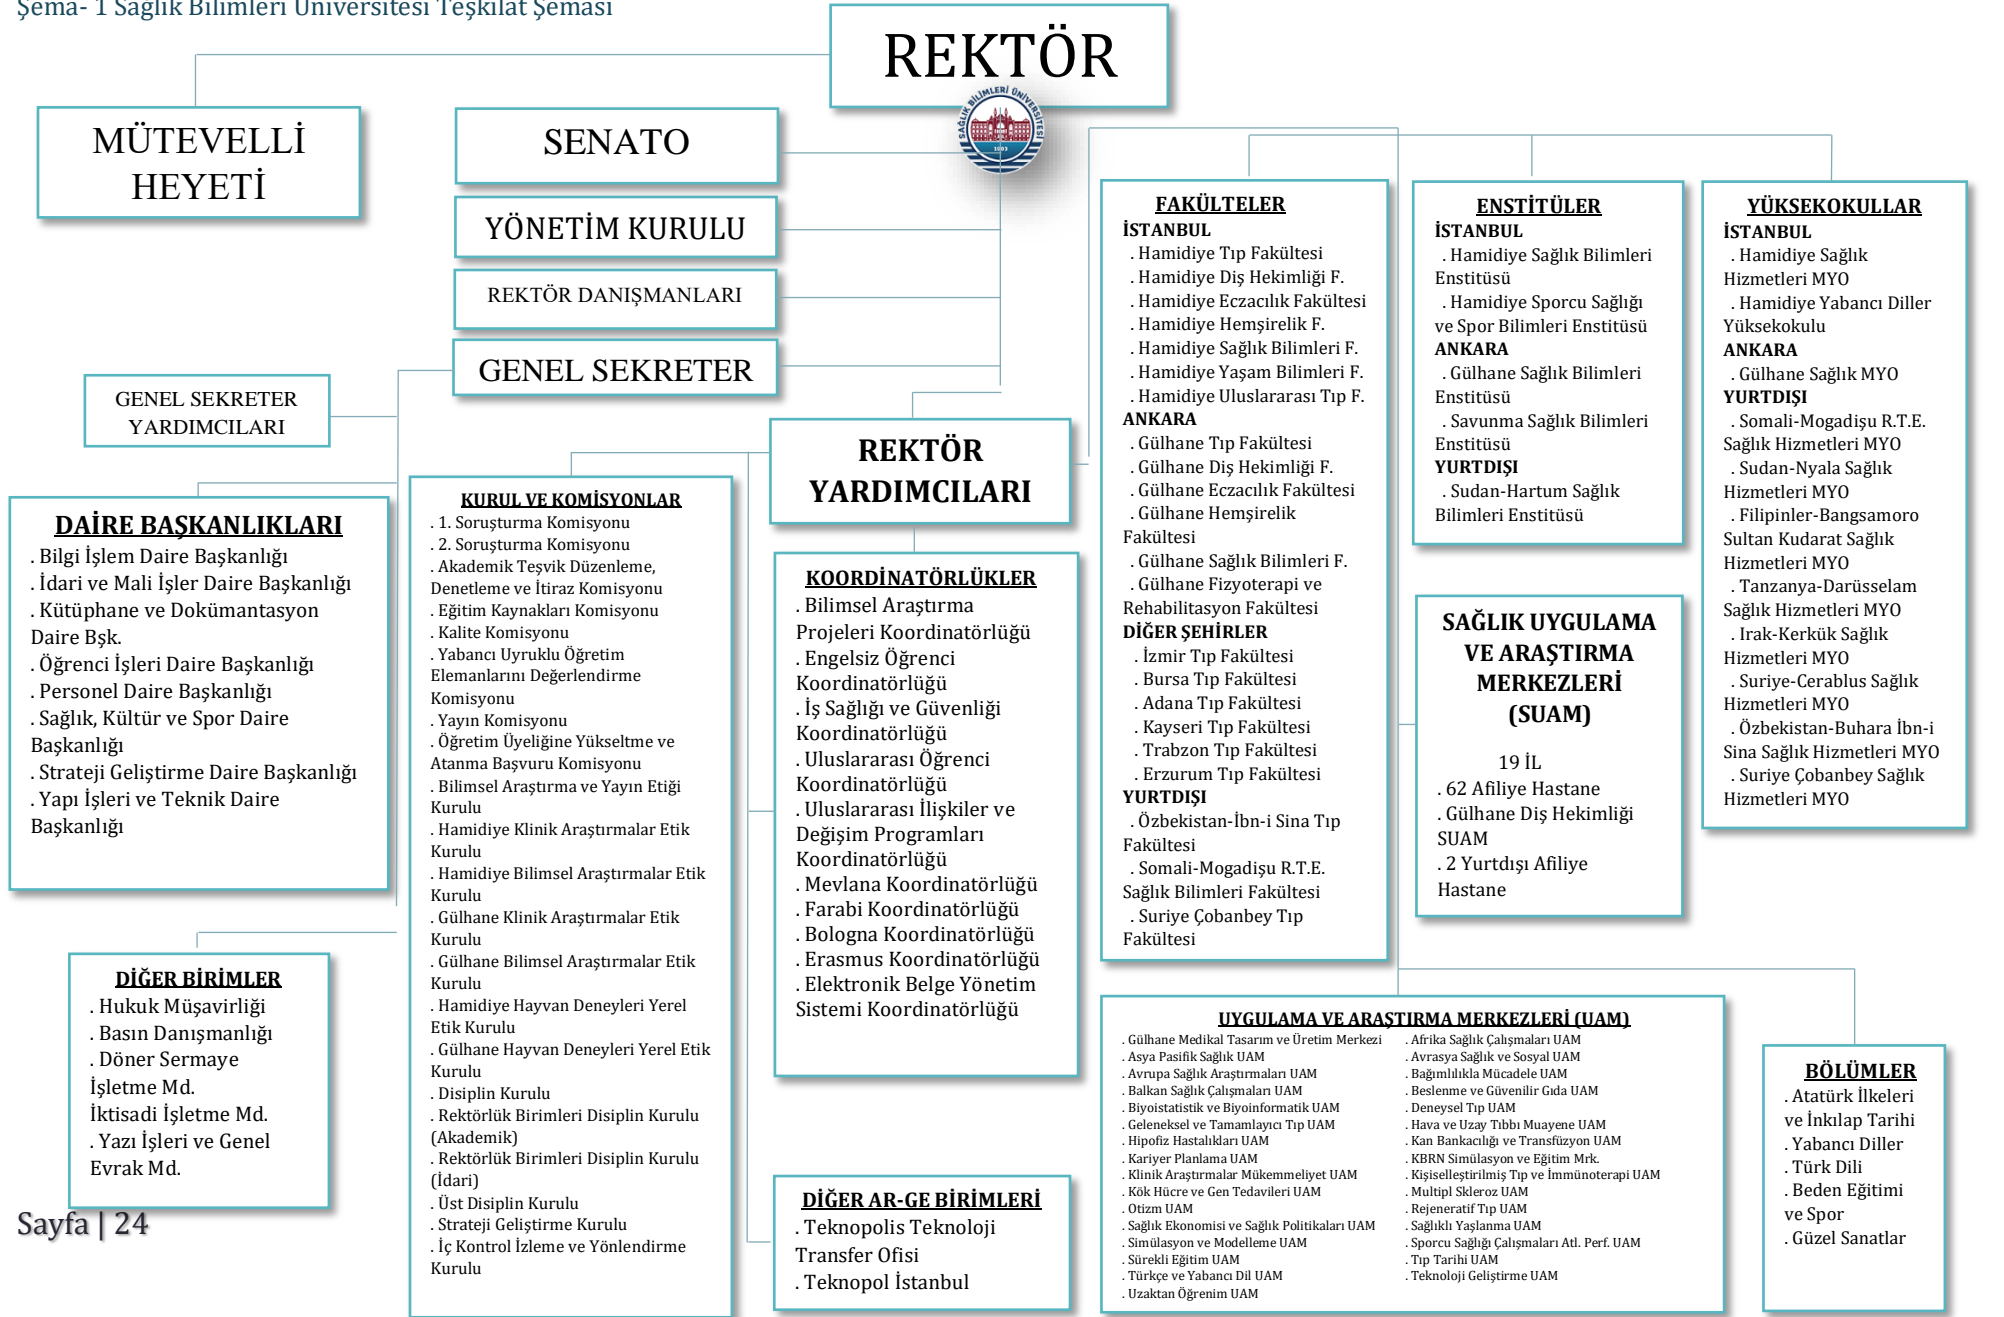 Şema- 1 Sağlık Bilimleri Üniversitesi Teşkilat Şeması
REKTÖR
SAĞLIK BİLİMLERİ ÜNİVERSİTESİ
1903
MÜTEVELLİ
HEYETİ
SENATO
YÖNETİM KURULU
REKTÖR DANIŞMANLARI
GENEL SEKRETER
GENEL SEKRETER
YARDIMCILARI
REKTÖR
YARDIMCILARI
DAİRE BAŞKANLIKLARI
. Bilgi İşlem Daire Başkanlığı
. İdari ve Mali İşler Daire Başkanlığı
. Kütüphane ve Dokümantasyon
Daire Bşk.
. Öğrenci İşleri Daire Başkanlığı
. Personel Daire Başkanlığı
. Sağlık, Kültür ve Spor Daire
Başkanlığı
. Strateji Geliştirme Daire Başkanlığı
. Yapı İşleri ve Teknik Daire
Başkanlığı
DİĞER BİRİMLER
. Hukuk Müşavirliği
. Basın Danışmanlığı
. Döner Sermaye
İşletme Md.
İktisadi İşletme Md.
. Yazı İşleri ve Genel
Evrak Md.
KURUL VE KOMİSYONLAR
. 1. Soruşturma Komisyonu
. 2. Soruşturma Komisyonu
. Akademik Teşvik Düzenleme,
Denetleme ve İtiraz Komisyonu
. Eğitim Kaynakları Komisyonu
. Kalite Komisyonu
. Yabancı Uyruklu Öğretim
Elemanlarını Değerlendirme
Komisyonu
. Yayın Komisyonu
. Öğretim Üyeliğine Yükseltme ve
Atanma Başvuru Komisyonu
. Bilimsel Araştırma ve Yayın Etiği
Kurulu
. Hamidiye Klinik Araştırmalar Etik
Kurulu
. Hamidiye Bilimsel Araştırmalar Etik
Kurulu
. Gülhane Klinik Araştırmalar Etik
Kurulu
. Gülhane Bilimsel Araştırmalar Etik
Kurulu
. Hamidiye Hayvan Deneyleri Yerel
Etik Kurulu
. Gülhane Hayvan Deneyleri Yerel Etik
Kurulu
. Disiplin Kurulu
. Rektörlük Birimleri Disiplin Kurulu
(Akademik)
. Rektörlük Birimleri Disiplin Kurulu
(İdari)
. Üst Disiplin Kurulu
. Strateji Geliştirme Kurulu
. İç Kontrol İzleme ve Yönlendirme
Kurulu
KOORDİNATÖRLÜKLER
. Bilimsel Araştırma
Projeleri Koordinatörlüğü
. Engelsiz Öğrenci
Koordinatörlüğü
. İş Sağlığı ve Güvenliği
Koordinatörlüğü
. Uluslararası Öğrenci
Koordinatörlüğü
. Uluslararası İlişkiler ve
Değişim Programları
Koordinatörlüğü
. Mevlana Koordinatörlüğü
. Farabi Koordinatörlüğü
. Bologna Koordinatörlüğü
. Erasmus Koordinatörlüğü
. Elektronik Belge Yönetim
Sistemi Koordinatörlüğü
DİĞER AR-GE BİRİMLERİ
. Teknopolis Teknoloji
Transfer Ofisi
. Teknopol İstanbul
FAKÜLTELER
İSTANBUL
. Hamidiye Tıp Fakültesi
. Hamidiye Diş Hekimliği F.
. Hamidiye Eczacılık Fakültesi
. Hamidiye Hemşirelik F.
. Hamidiye Sağlık Bilimleri F.
. Hamidiye Yaşam Bilimleri F.
. Hamidiye Uluslararası Tıp F.
ANKARA
. Gülhane Tıp Fakültesi
. Gülhane Diş Hekimliği F.
. Gülhane Eczacılık Fakültesi
. Gülhane Hemşirelik
Fakültesi
. Gülhane Sağlık Bilimleri F.
. Gülhane Fizyoterapi ve
Rehabilitasyon Fakültesi
DİĞER ŞEHİRLER
. İzmir Tıp Fakültesi
. Bursa Tıp Fakültesi
. Adana Tıp Fakültesi
. Kayseri Tıp Fakültesi
. Trabzon Tıp Fakültesi
. Erzurum Tıp Fakültesi
YURTDIŞI
. Özbekistan-İbn-i Sina Tıp
Fakültesi
. Somali-Mogadişu R.T.E.
Sağlık Bilimleri Fakültesi
. Suriye Çobanbey Tıp
Fakültesi
ENSTİTÜLER
İSTANBUL
. Hamidiye Sağlık Bilimleri
Enstitüsü
. Hamidiye Sporcu Sağlığı
ve Spor Bilimleri Enstitüsü
ANKARA
. Gülhane Sağlık Bilimleri
Enstitüsü
. Savunma Sağlık Bilimleri
Enstitüsü
YURTDIŞI
. Sudan-Hartum Sağlık
Bilimleri Enstitüsü
SAĞLIK UYGULAMA
VE ARAŞTIRMA
MERKEZLERİ
(SUAM)
19 İL
. 62 Afiliye Hastane
. Gülhane Diş Hekimliği
SUAM
. 2 Yurtdışı Afiliye
Hastane
YÜKSEKOKULLAR
İSTANBUL
. Hamidiye Sağlık
Hizmetleri MYO
. Hamidiye Yabancı Diller
Yüksekokulu
ANKARA
. Gülhane Sağlık MYO
YURTDIŞI
. Somali-Mogadişu R.T.E.
Sağlık Hizmetleri MYO
. Sudan-Nyala Sağlık
Hizmetleri MYO
. Filipinler-Bangsamoro
Sultan Kudarat Sağlık
Hizmetleri MYO
. Tanzanya-Darüsselam
Sağlık Hizmetleri MYO
. Irak-Kerkük Sağlık
Hizmetleri MYO
. Suriye-Cerablus Sağlık
Hizmetleri MYO
. Özbekistan-Buhara İbn-i
Sina Sağlık Hizmetleri MYO
. Suriye Çobanbey Sağlık
Hizmetleri MYO
UYGULAMA VE ARAŞTIRMA MERKEZLERİ (UAM)
. Gülhane Medikal Tasarım ve Üretim Merkezi
. Asya Pasifik Sağlık UAM
. Avrupa Sağlık Araştırmaları UAM
. Balkan Sağlık Çalışmaları UAM
. Biyoistatistik ve Biyoinformatik UAM
. Geleneksel ve Tamamlayıcı Tıp UAM
. Hipofiz Hastalıkları UAM
. Kariyer Planlama UAM
. Klinik Araştırmalar Mükemmeliyet UAM
. Kök Hücre ve Gen Tedavileri UAM
. Otizm UAM
. Sağlık Ekonomisi ve Sağlık Politikaları UAM
. Simülasyon ve Modelleme UAM
. Sürekli Eğitim UAM
. Türkçe ve Yabancı Dil UAM
. Uzaktan Öğrenim UAM
. Afrika Sağlık Çalışmaları UAM
. Avrasya Sağlık ve Sosyal UAM
. Bağımlılıkla Mücadele UAM
. Beslenme ve Güvenilir Gıda UAM
. Deneysel Tıp UAM
. Hava ve Uzay Tıbbı Muayene UAM
. Kan Bankacılığı ve Transfüzyon UAM
. KBRN Simülasyon ve Eğitim Mrk.
. Kişiselleştirilmiş Tıp ve İmmünoterapi UAM
. Multipl Skleroz UAM
. Rejeneratif Tıp UAM
. Sağlıklı Yaşlanma UAM
. Sporcu Sağlığı Çalışmaları Atl. Perf. UAM
. Tıp Tarihi UAM
. Teknoloji Geliştirme UAM
BÖLÜMLER
. Atatürk İlkeleri
ve İnkılap Tarihi
. Yabancı Diller
. Türk Dili
. Beden Eğitimi
ve Spor
. Güzel Sanatlar
Sayfa | 24